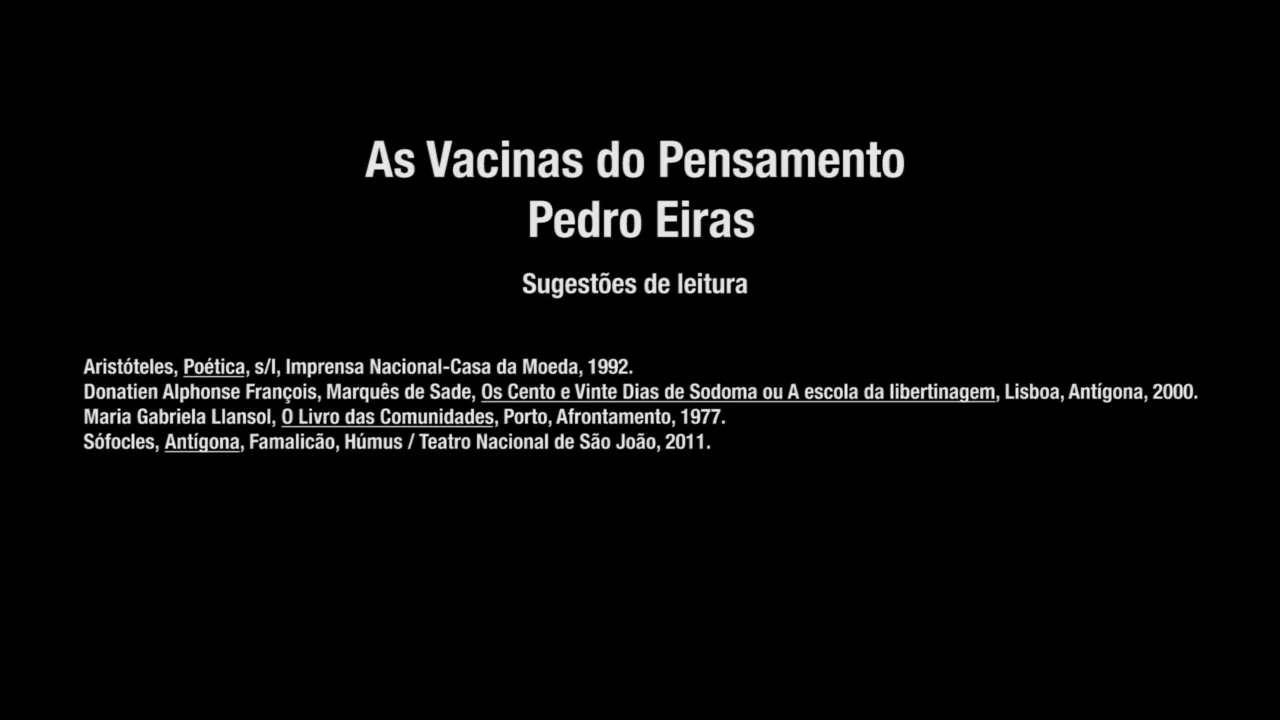 As Vacinas do Pensamento
Pedro Eiras
Sugestões de leitura
Aristóteles, Poética, s/l, Imprensa Nacional-Casa da Moeda, 1992.
Donatien Alphonse François, Marquês de Sade, Os Cento e Vinte Dias de Sodoma ou A escola da libertinagem, Lisboa, Antígona, 2000.
Maria Gabriela Llansol, O Livro das Comunidades, Porto, Afrontamento, 1977.
Sófocles, Antígona, Famalicão, Húmus / Teatro Nacional de São João, 2011.